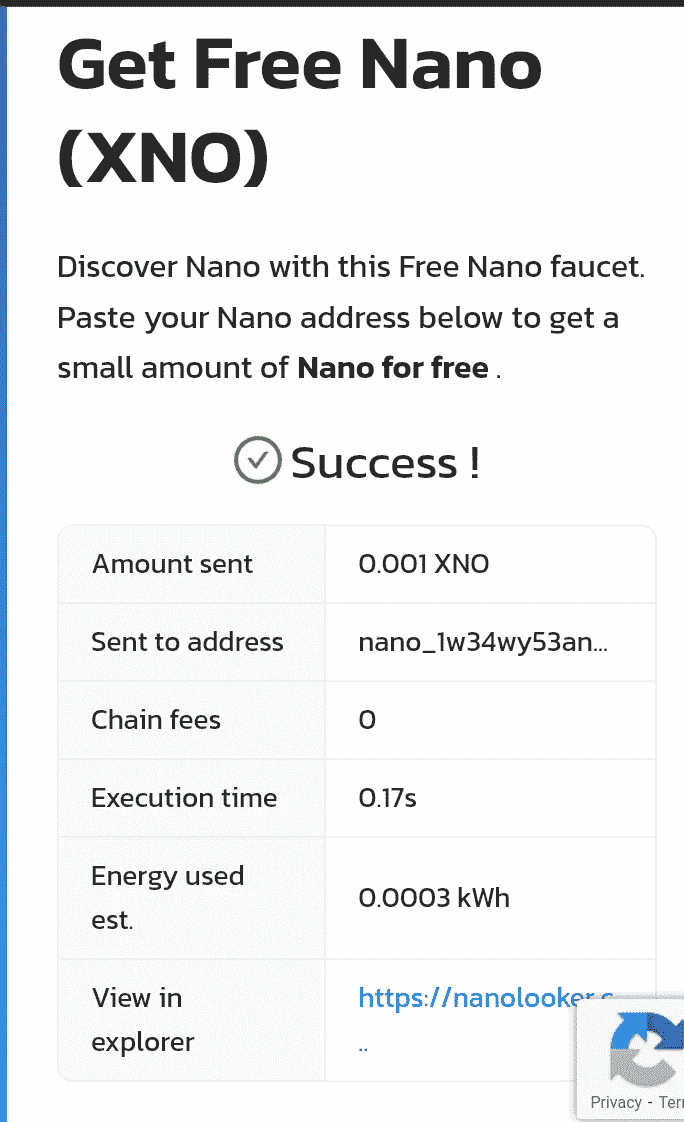 Get Free Nano
(XNO)
Discover Nano with this Free Nano faucet.
Paste your Nano address below to get a
small amount of Nano for free .
Success !
Amount sent 0.001 XNO
Sent to address nano_1w34wy53an...
Chain fees 0
Execution time 0.17s
Energy used
est.
0.0003 kWh
View in
explorer
https://nanolooker.c
..
Privacy - Terr